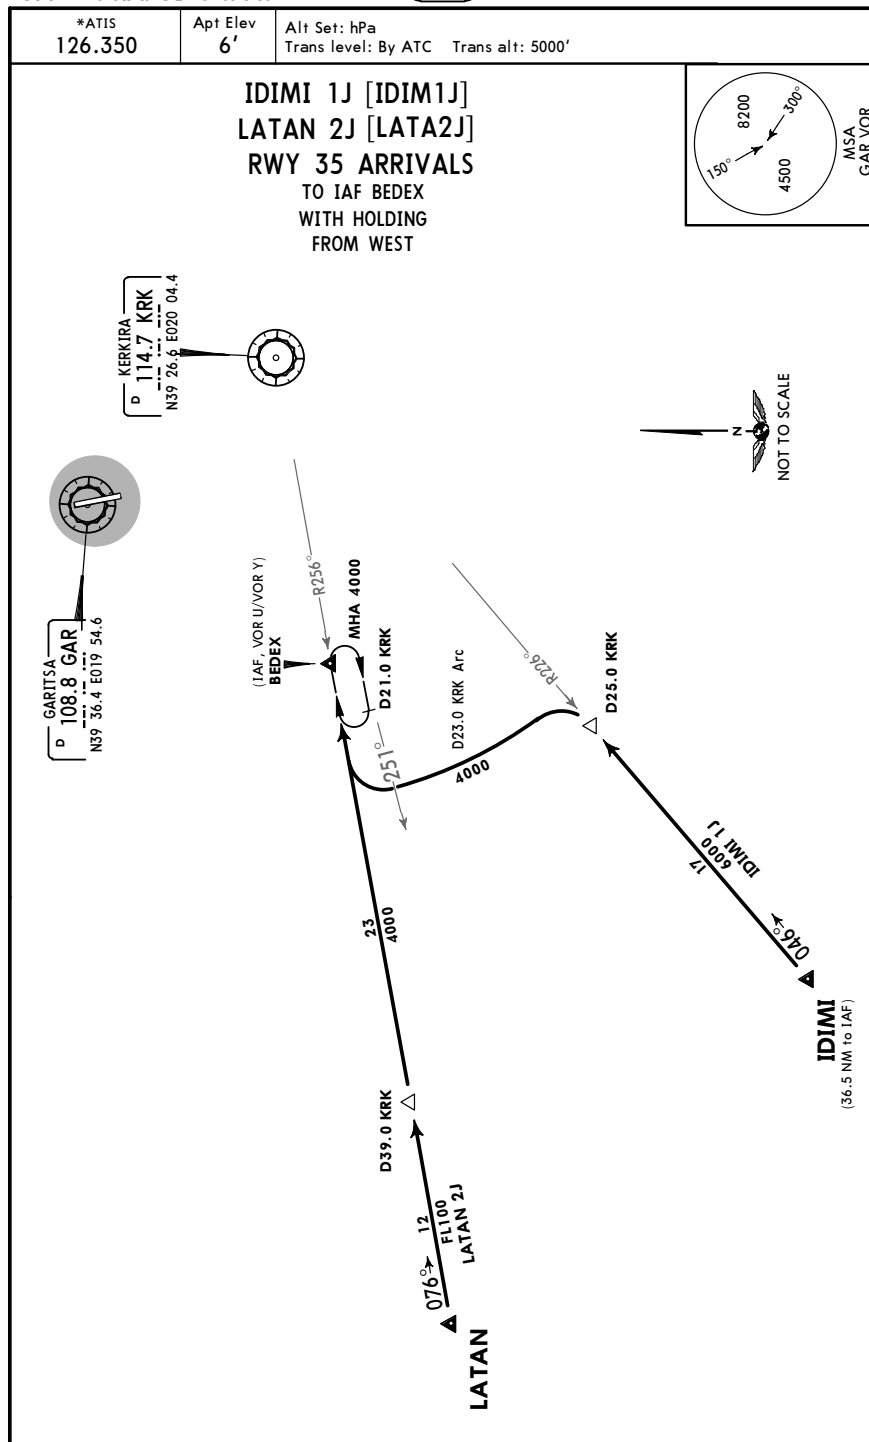 *ATIS
126.350
Apt Elev
6'
Alt Set: hPa
Trans level: By ATC Trans alt: 5000'
IDIMI 1J [IDIM1J]
LATAN 2J [LATA2J]
RWY 35 ARRIVALS
TO IAF BEDEX
WITH HOLDING
FROM WEST
8200
300°
150°
4500
MSA
GAR VOR
KERKIRA
D 114.7 KRK
N39 26.6 E020 04.4
GARITSA
D 108.8 GAR
N39 36.4 E019 54.6
N
NOT TO SCALE
R256°
(IAF, VOR U/VOR Y)
BEDEX
MHA 4000
D21.0 KRK
251°
D23.0 KRK Arc
4000
R226°
D25.0 KRK
IDIMI 1J
6000
17
046°
IDIMI
(36.5 NM to IAF)
23
4000
D39.0 KRK
12
FL100
LATAN 2J
076°
LATAN